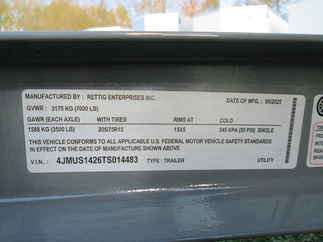 MANUFACTURED BY : RETTIG ENTERPRISES INC. DATE OF MFG. : 06/2025
GVWR : 3175 KG (7000 LB)
GAWR (EACH AXLE) WITH TIRES RIMS AT COLD
1588 KG (3500 LB) 205/75R15 15X5 345 KPA (50 PSI) SINGLE
THIS VEHICLE CONFORMS TO ALL APPLICABLE U.S. FEDERAL MOTOR VEHICLE SAFETY STANDARDS
IN EFFECT ON THE DATE OF MANUFACTURE SHOWN ABOVE
V.I.N. : 4JMUS1426TS014483 TYPE : TRAILER UTILITY